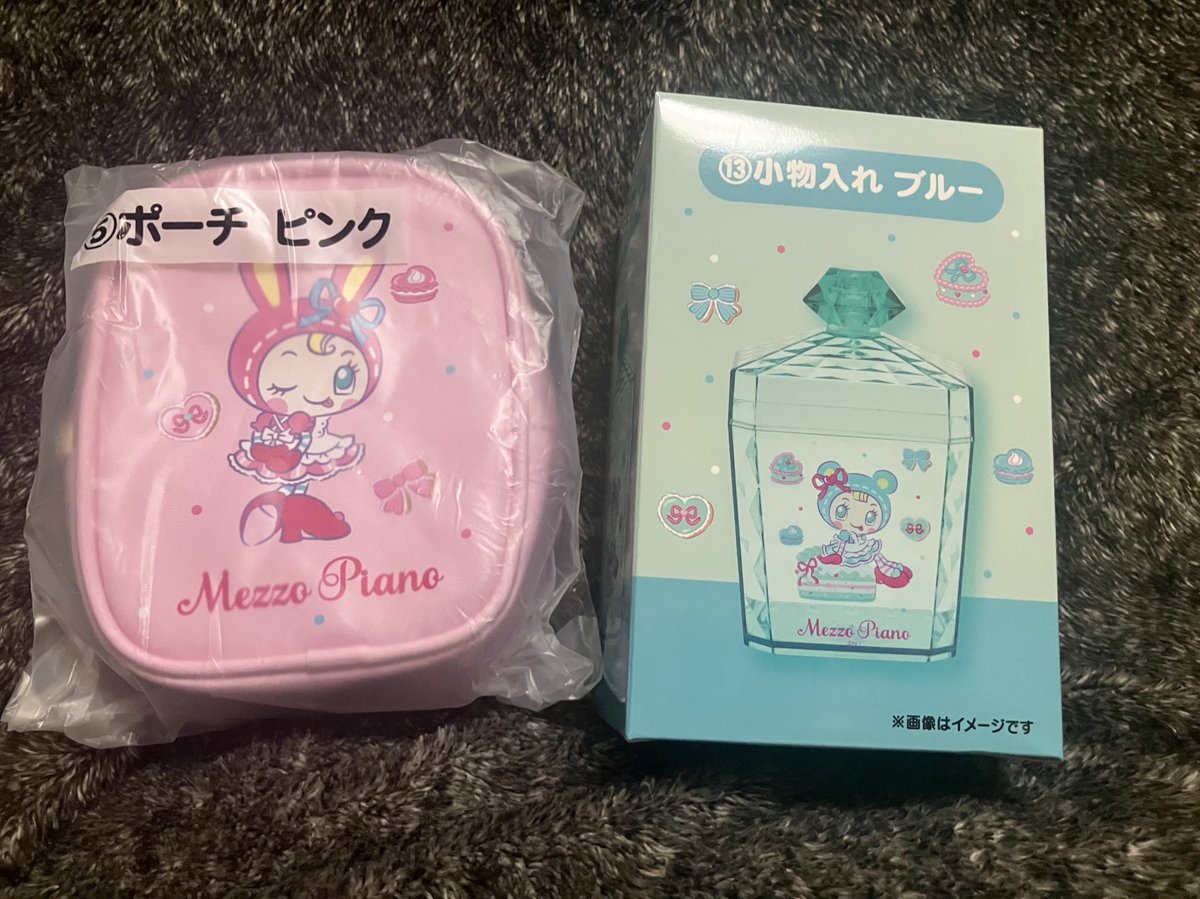 ⑤ポーチ ピンク
Mezzo Piano
⑬小物入れ ブルー
Mezzo Piano
※画像はイメージです